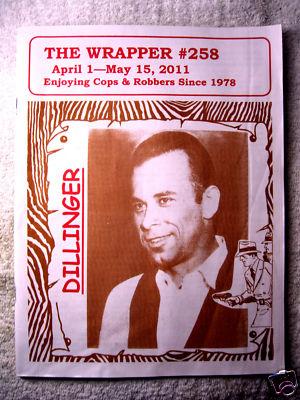 THE WRAPPER #258
April 1—May 15, 2011
Enjoying Cops & Robbers Since 1978
DILLINGER